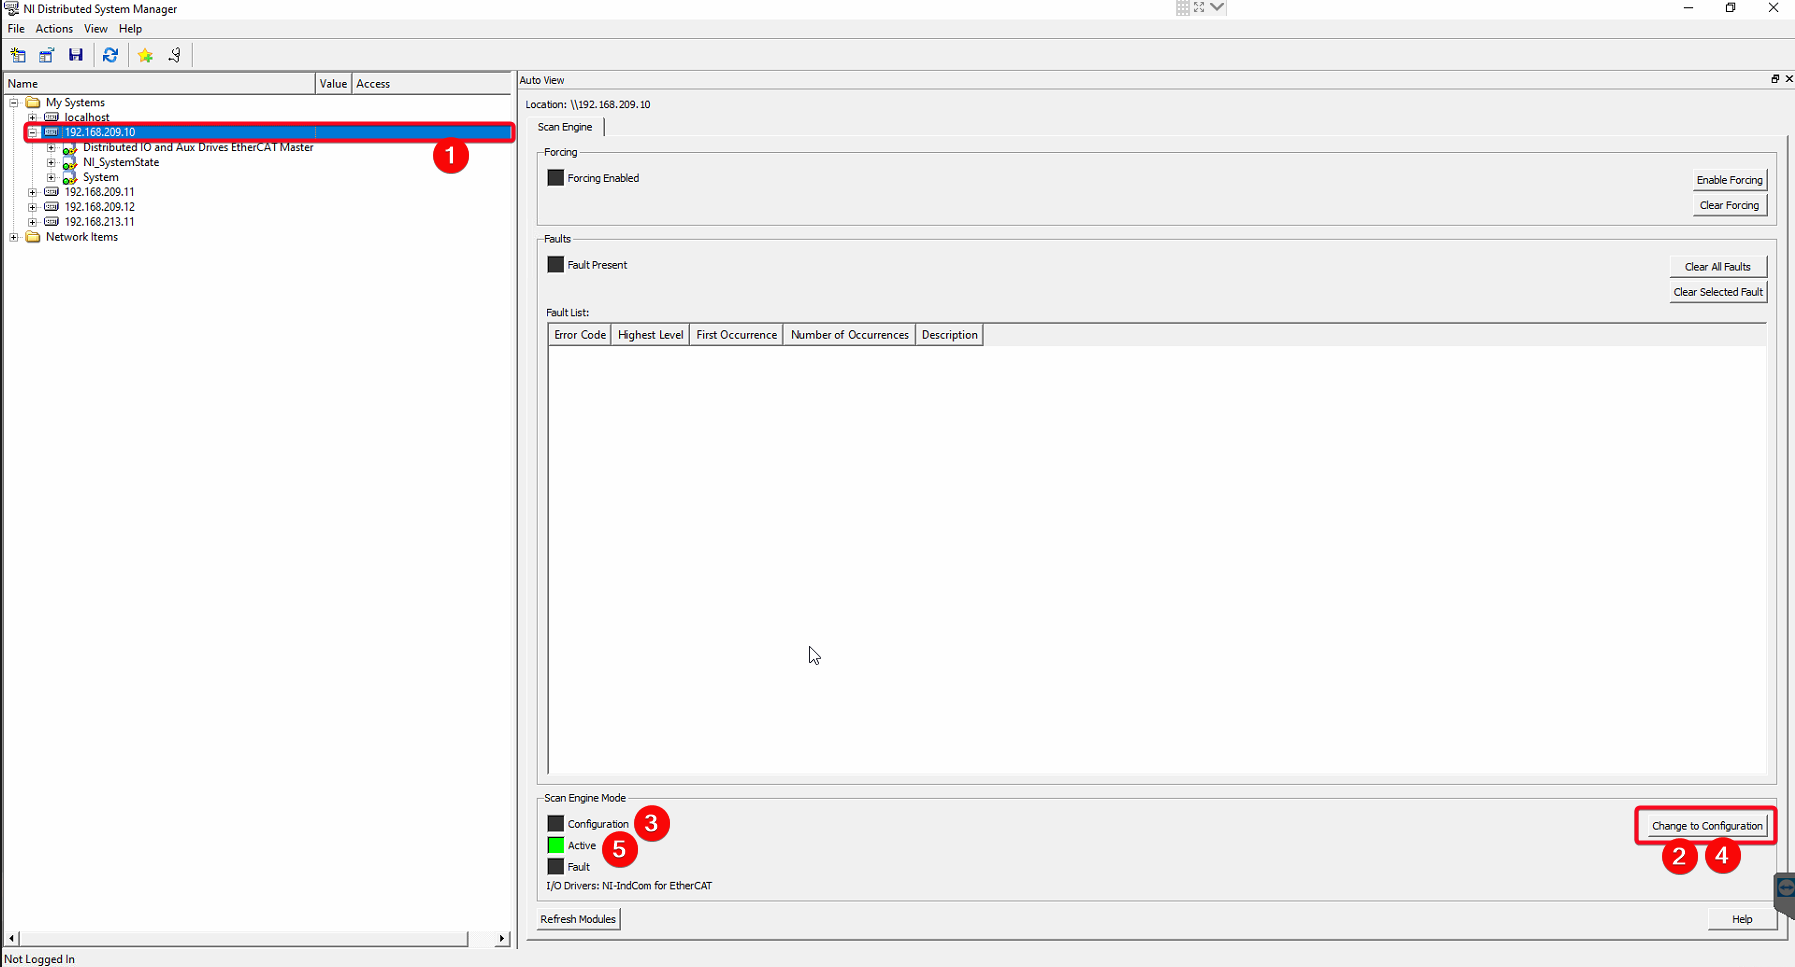 NI Distributed System Manager
File Actions View Help
Name Value Access
My Systems
localhost
192.168.209.10
1
Distributed IO and Aux Drives EtherCAT Master
NI_SystemState
System
192.168.209.11
192.168.209.12
192.168.213.11
Network Items
Not Logged In
Auto View
Location: \\192.168.209.10
Scan Engine
Forcing
Forcing Enabled
Enable Forcing
Clear Forcing
Faults
Fault Present
Clear All Faults
Clear Selected Fault
Fault List:
Error Code Highest Level First Occurrence Number of Occurrences Description
Scan Engine Mode
Configuration 3
Change to Configuration
Active 5
2 4
Fault
I/O Drivers: NI-IndCom for EtherCAT
Refresh Modules
Help